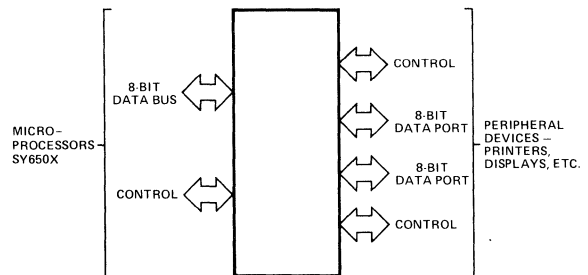 MICRO-
PROCESSORS
SY650X
8-BIT
DATA BUS
CONTROL
CONTROL
8-BIT
DATA PORT
8-BIT
DATA PORT
CONTROL
PERIPHERAL
DEVICES —
PRINTERS,
DISPLAYS, ETC.